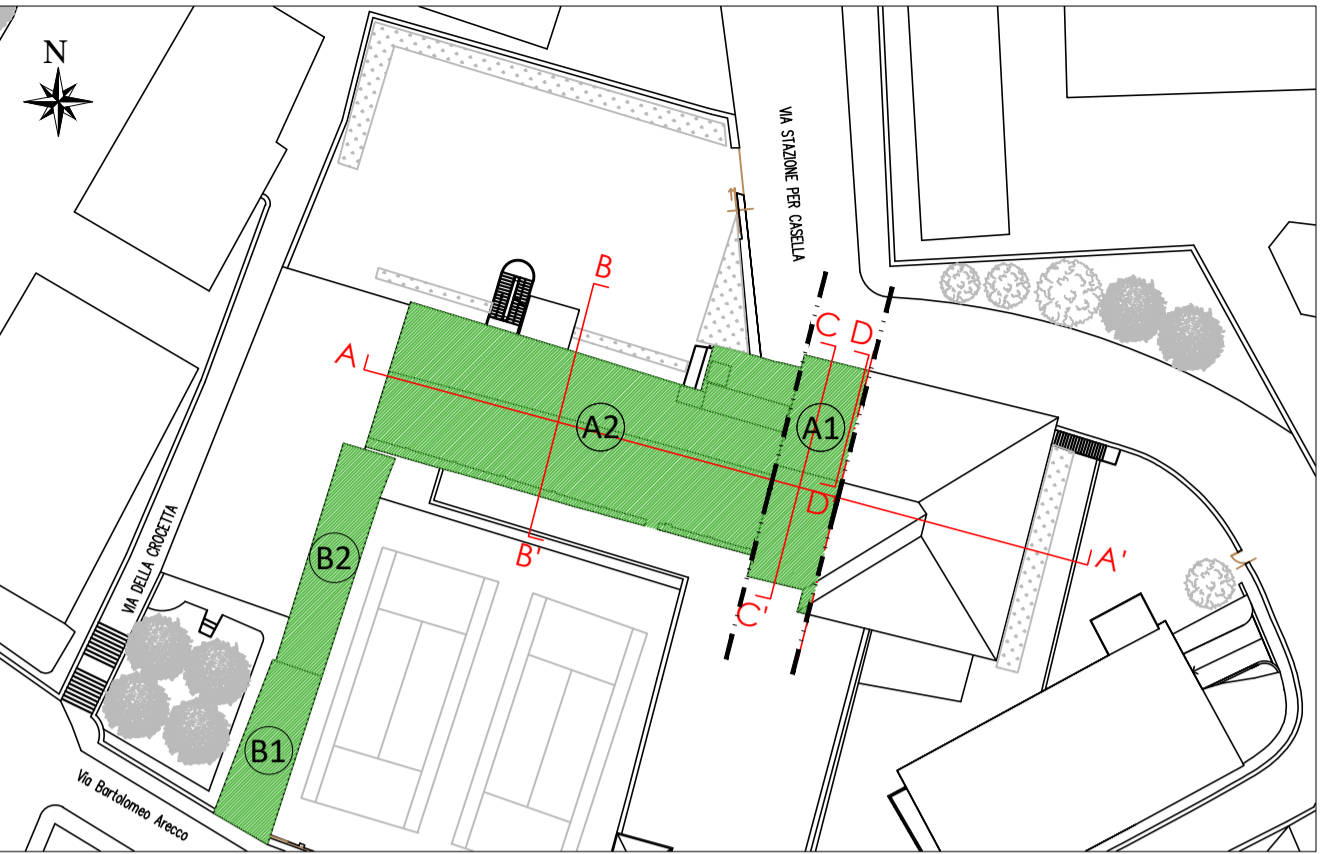 N
VIA STAZIONE PER CASELLA
B
C
D
A
A2
A1
D'
B2
B'
A'
VIA DELLA CROCETTA
C'
B1
Via Bartolomeo Arecco